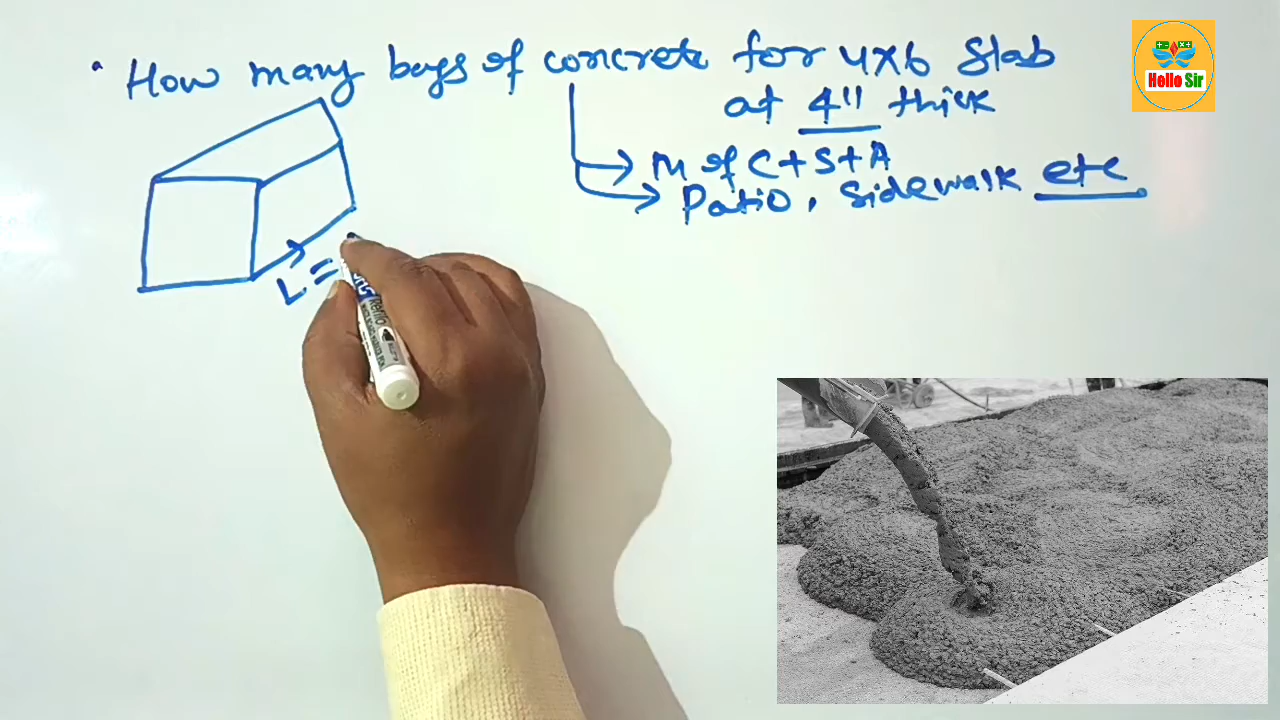 How many bags of concrete for 4x6 Slab
at 4" thick
M of C+S+A
Patio, Sidewalk etc
L =
Hello Sir